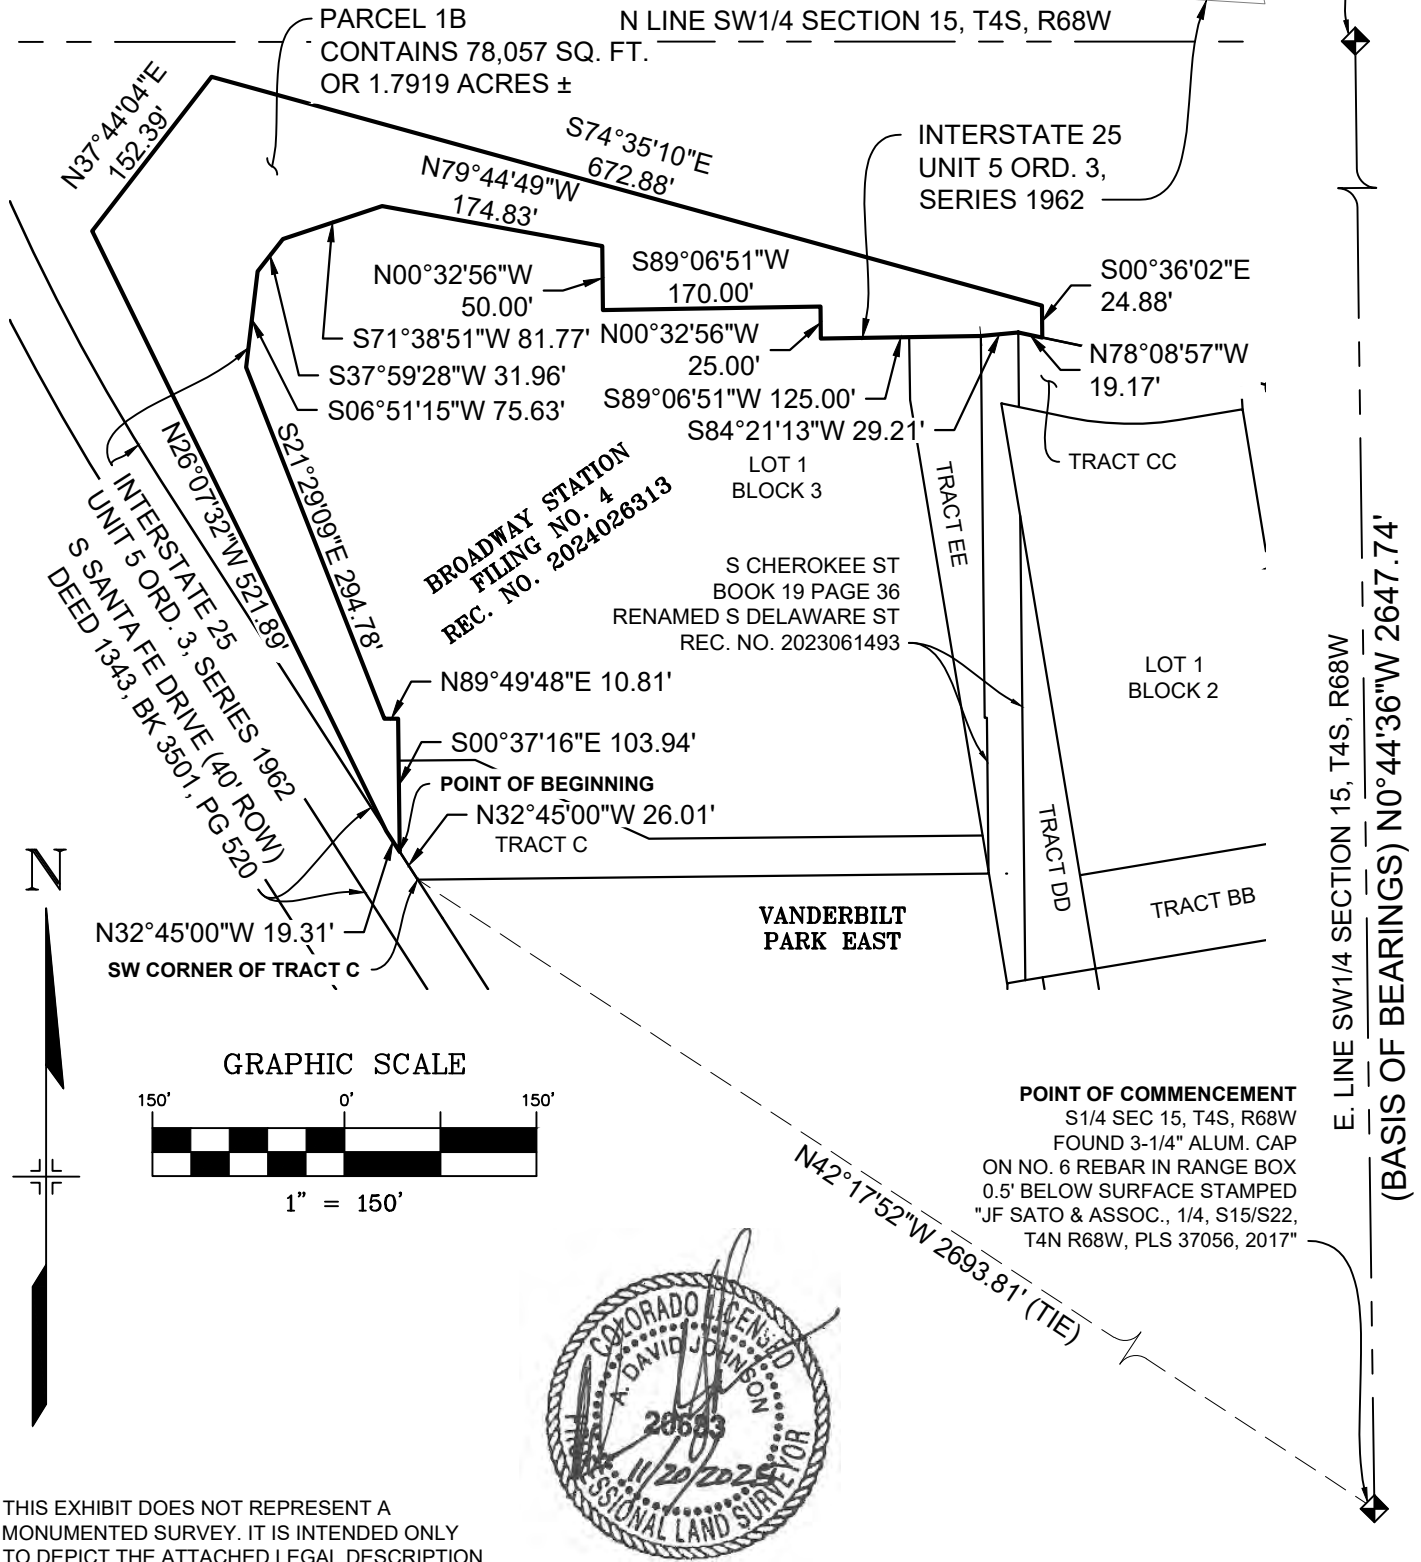 PARCEL 1B
CONTAINS 78,057 SQ. FT.
OR 1.7919 ACRES ±
N LINE SW1/4 SECTION 15, T4S, R68W
N37°44'04"E
152.39'
S74°35'10"E
672.88'
N79°44'49"W
174.83'
INTERSTATE 25
UNIT 5 ORD. 3,
SERIES 1962
N00°32'56"W
50.00'
S89°06'51"W
170.00'
S00°36'02"E
24.88'
S71°38'51"W 81.77'
N00°32'56"W
25.00'
N78°08'57"W
19.17'
S37°59'28"W 31.96'
S89°06'51"W 125.00'
S06°51'15"W 75.63'
S84°21'13"W 29.21'
N26°07'32"W 521.89'
S21°29'09"E 294.78'
BROADWAY STATION
FILING NO. 4
REC. NO. 2024026313
LOT 1
BLOCK 3
TRACT EE
TRACT CC
INTERSTATE 25
UNIT 5 ORD. 3, SERIES 1962
S SANTA FE DRIVE (40' ROW)
DEED 1343, BK 3501, PG 520
S CHEROKEE ST
BOOK 19 PAGE 36
RENAMED S DELAWARE ST
REC. NO. 2023061493
LOT 1
BLOCK 2
N89°49'48"E 10.81'
S00°37'16"E 103.94'
POINT OF BEGINNING
N32°45'00"W 26.01'
TRACT C
TRACT DD
TRACT BB
N
N32°45'00"W 19.31'
SW CORNER OF TRACT C
VANDERBILT
PARK EAST
E. LINE SW1/4 SECTION 15, T4S, R68W
(BASIS OF BEARINGS) N0°44'36"W 2647.74'
GRAPHIC SCALE
150' 0' 150'
1" = 150'
POINT OF COMMENCEMENT
S1/4 SEC 15, T4S, R68W
FOUND 3-1/4" ALUM. CAP
ON NO. 6 REBAR IN RANGE BOX
0.5' BELOW SURFACE STAMPED
"JF SATO & ASSOC., 1/4, S15/S22,
T4N R68W, PLS 37056, 2017"
N42°17'52"W 2693.81' (TIE)
COLORADO LICENSED
A. DAVID JOHNSON
PROFESSIONAL LAND SURVEYOR
THIS EXHIBIT DOES NOT REPRESENT A
MONUMENTED SURVEY. IT IS INTENDED ONLY
TO DEPICT THE ATTACHED LEGAL DESCRIPTION